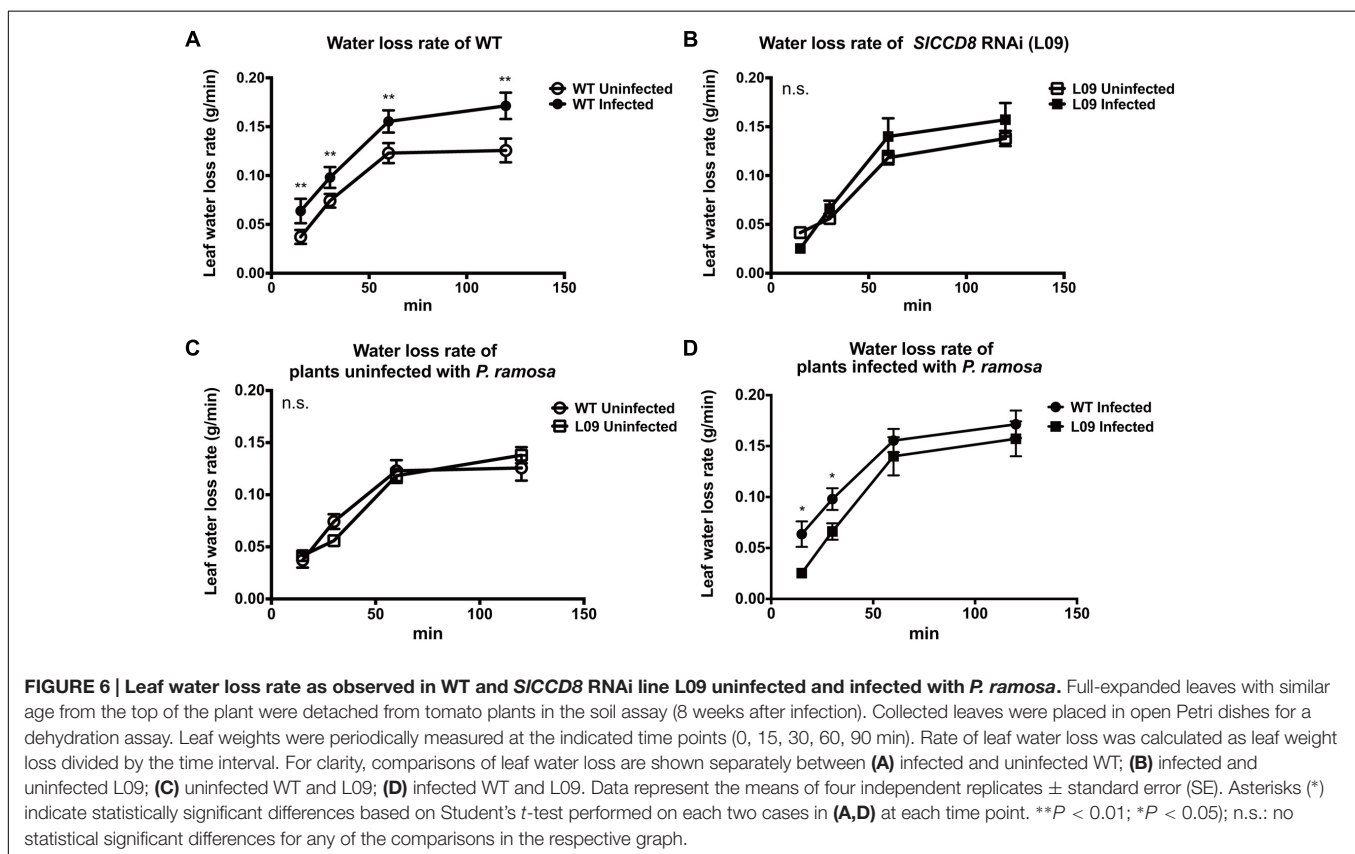 A
Water loss rate of WT
Leaf water loss rate (g/min)
0.20
0.15
0.10
0.05
0.00
**
**
**
**
WT Uninfected
WT Infected
0
50
100
150
min
B
Water loss rate of SlCCD8 RNAi (L09)
Leaf water loss rate (g/min)
0.20
0.15
0.10
0.05
0.00
n.s.
L09 Uninfected
L09 Infected
0
50
100
150
min
C
Water loss rate of
plants uninfected with P. ramosa
Leaf water loss rate (g/min)
0.20
0.15
0.10
0.05
0.00
n.s.
WT Uninfected
L09 Uninfected
0
50
100
150
min
D
Water loss rate of
plants infected with P. ramosa
Leaf water loss rate (g/min)
0.20
0.15
0.10
0.05
0.00
*
*
WT Infected
L09 Infected
0
50
100
150
min
FIGURE 6 | Leaf water loss rate as observed in WT and SlCCD8 RNAi line L09 uninfected and infected with P. ramosa. Full-expanded leaves with similar
age from the top of the plant were detached from tomato plants in the soil assay (8 weeks after infection). Collected leaves were placed in open Petri dishes for a
dehydration assay. Leaf weights were periodically measured at the indicated time points (0, 15, 30, 60, 90 min). Rate of leaf water loss was calculated as leaf weight
loss divided by the time interval. For clarity, comparisons of leaf water loss are shown separately between (A) infected and uninfected WT; (B) infected and
uninfected L09; (C) uninfected WT and L09; (D) infected WT and L09. Data represent the means of four independent replicates ± standard error (SE). Asterisks (*)
indicate statistically significant differences based on Student's t-test performed on each two cases in (A,D) at each time point. **P < 0.01; *P < 0.05); n.s.: no
statistical significant differences for any of the comparisons in the respective graph.